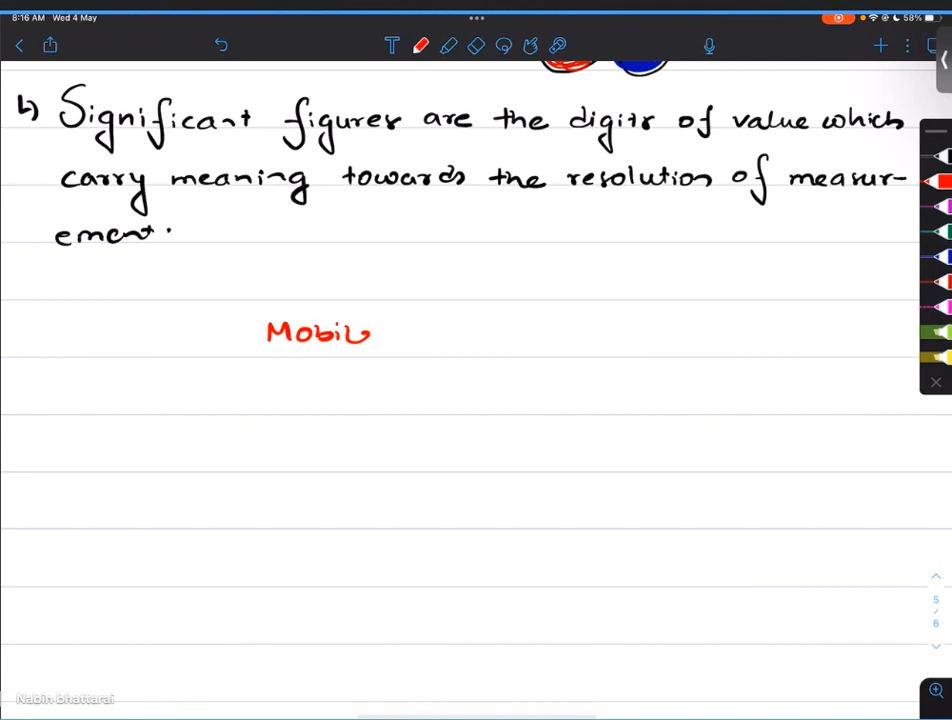 8:16 AM Wed 4 May
58%
↳ Significant figures are the digits of value which
carry meaning towards the resolution of measur-
ement.
Mobil
5
/
6
Nabin bhattarai